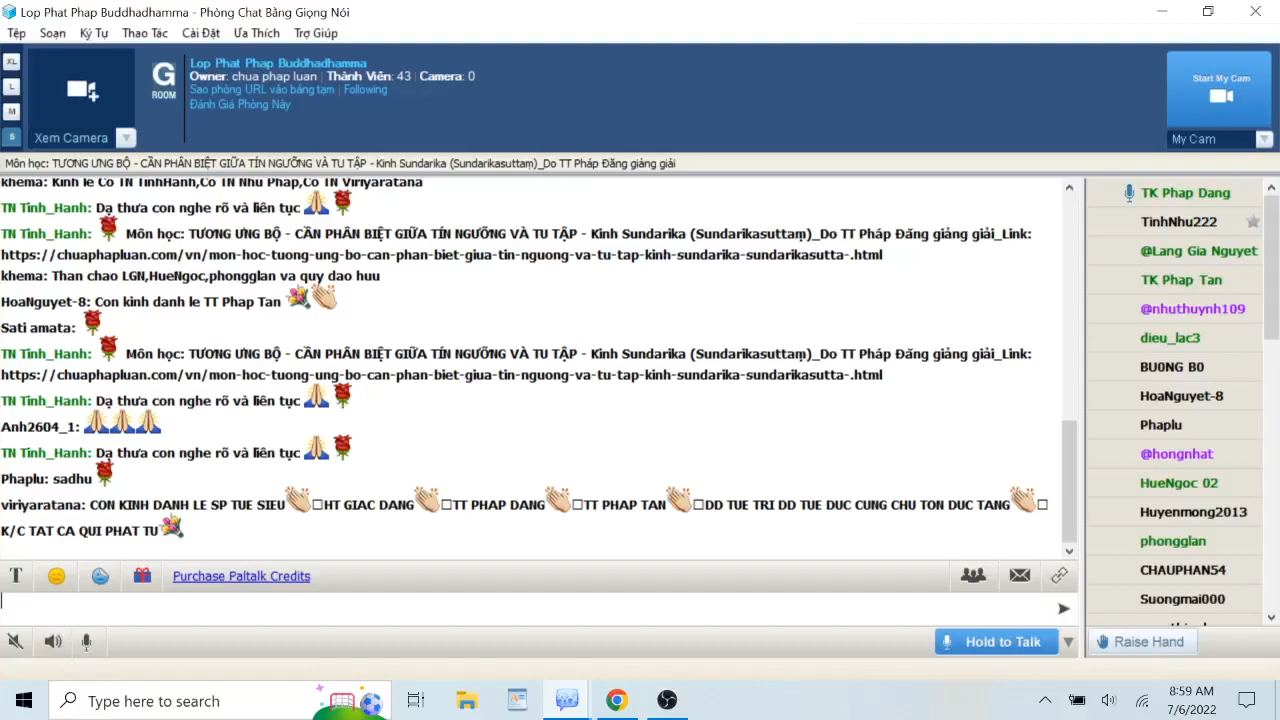 Lop Phat Phap Buddhadhamma - Phòng Chat Bằng Giọng Nói
Tệp Soạn Ký Tự Thao Tác Cài Đặt Ưa Thích Trợ Giúp
XL
L
M
S
Xem Camera
G
ROOM
Lop Phat Phap Buddhadhamma
Owner: chua phap luan | Thành Viên: 43 | Camera: 0
Sao phòng URL vào bảng tạm | Following
Đánh Giá Phòng Này
Start My Cam
My Cam
Môn học: TƯƠNG ƯNG BỘ - CẦN PHÂN BIỆT GIỮA TÍN NGƯỠNG VÀ TU TẬP - Kinh Sundarika (Sundarikasuttaṃ)_Do TT Pháp Đăng giảng giải
khema: Kinh le Co TN TinhHanh,Co TN Nhu Phap,Co TN Viriyaratana
TN Tinh_Hanh: Dạ thưa con nghe rõ và liên tục
TN Tinh_Hanh: Môn học: TƯƠNG ƯNG BỘ - CẦN PHÂN BIỆT GIỮA TÍN NGƯỠNG VÀ TU TẬP - Kinh Sundarika (Sundarikasuttaṃ)_Do TT Pháp Đăng giảng giải_Link:
https://chuaphapluan.com/vn/mon-hoc-tuong-ung-bo-can-phan-biet-giua-tin-nguong-va-tu-tap-kinh-sundarika-sundarikasutta-.html
khema: Than chao LGN,HueNgoc,phongglan va quy dao huu
HoaNguyet-8: Con kinh danh le TT Phap Tan
Sati amata:
TN Tinh_Hanh: Môn học: TƯƠNG ƯNG BỘ - CẦN PHÂN BIỆT GIỮA TÍN NGƯỠNG VÀ TU TẬP - Kinh Sundarika (Sundarikasuttaṃ)_Do TT Pháp Đăng giảng giải_Link:
https://chuaphapluan.com/vn/mon-hoc-tuong-ung-bo-can-phan-biet-giua-tin-nguong-va-tu-tap-kinh-sundarika-sundarikasutta-.html
TN Tinh_Hanh: Dạ thưa con nghe rõ và liên tục
Anh2604_1:
TN Tinh_Hanh: Dạ thưa con nghe rõ và liên tục
Phaplu: sadhu
viriyaratana: CON KINH DANH LE SP TUE SIEU HT GIAC DANG TT PHAP DANG TT PHAP TAN DD TUE TRI DD TUE DUC CUNG CHU TON DUC TANG
K/C TAT CA QUI PHAT TU
TK Phap Dang
TinhNhu222
@Lang Gia Nguyet
TK Phap Tan
@nhuthuynh109
dieu_lac3
BU0NG B0
HoaNguyet-8
Phaplu
@hongnhat
HueNgoc 02
Huyenmong2013
phongglan
CHAUPHAN54
Suongmai000
T Purchase Paltalk Credits
Hold to Talk
Raise Hand
Type here to search
8:59 AM
7/6/2022